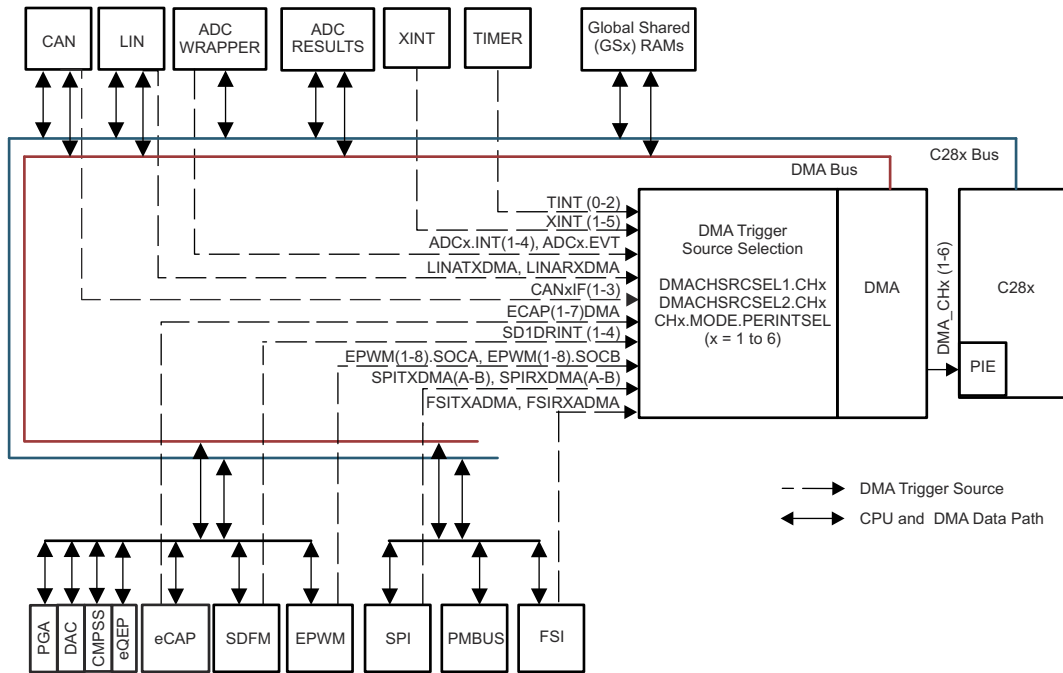 CAN
LIN
ADC
WRAPPER
ADC
RESULTS
XINT
TIMER
Global Shared
(GSx) RAMs
C28x Bus
DMA Bus
TINT (0-2)
XINT (1-5)
ADCx.INT(1-4), ADCx.EVT
LINATXDMA, LINARXDMA
CANxIF(1-3)
ECAP(1-7)DMA
SD1DRINT (1-4)
EPWM(1-8).SOCA, EPWM(1-8).SOCB
SPITXDMA(A-B), SPIRXDMA(A-B)
FSITXADMA, FSIRXADMA
DMA Trigger
Source Selection
DMACHSRCSEL1.CHx
DMACHSRCSEL2.CHx
CHx.MODE.PERINTSEL
(x = 1 to 6)
DMA
DMA_CHx (1-6)
C28x
PIE
DMA Trigger Source
CPU and DMA Data Path
PGA
DAC
CMPSS
eQEP
eCAP
SDFM
EPWM
SPI
PMBUS
FSI